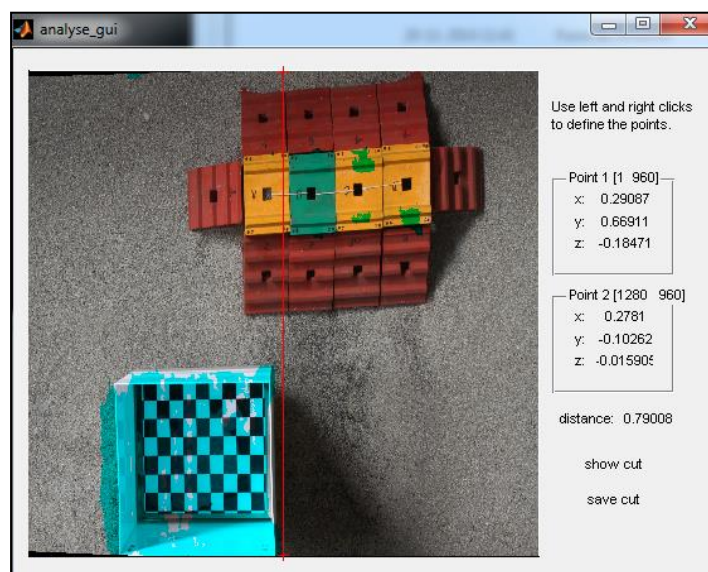 analyse_gui
Use left and right clicks
to define the points.
Point 1 [1 960]
x: 0.29087
y: 0.66911
z: -0.18471
Point 2 [1280 960]
x: 0.2781
y: -0.10262
z: -0.015905
distance: 0.79008
show cut
save cut